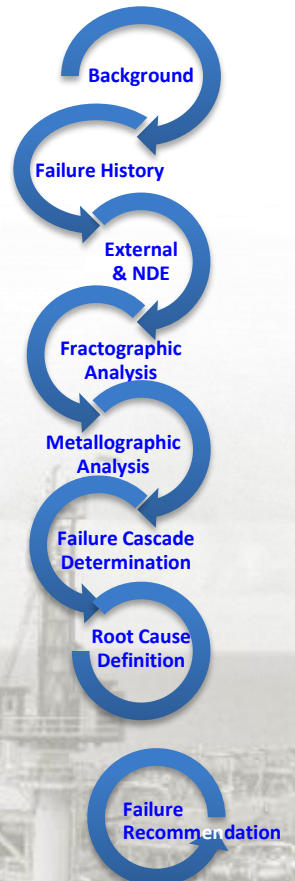 Background
Failure History
External
& NDE
Fractographic
Analysis
Metallographic
Analysis
Failure Cascade
Determination
Root Cause
Definition
Failure
Recommendation